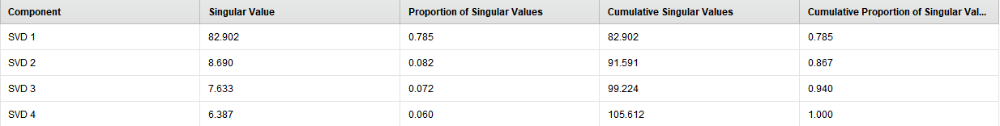 Component Singular Value Proportion of Singular Values Cumulative Singular Values Cumulative Proportion of Singular Val...
SVD 1 82.902 0.785 82.902 0.785
SVD 2 8.690 0.082 91.591 0.867
SVD 3 7.633 0.072 99.224 0.940
SVD 4 6.387 0.060 105.612 1.000